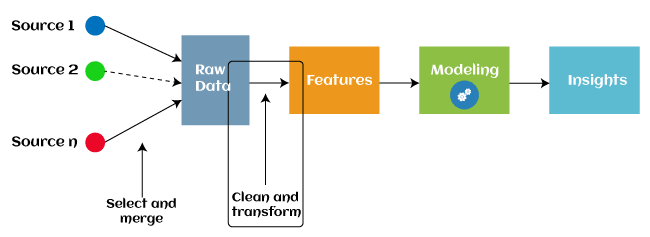 Source 1
Source 2
Source n
Select and
merge
Raw
Data
Clean and
transform
Features
Modeling
Insights